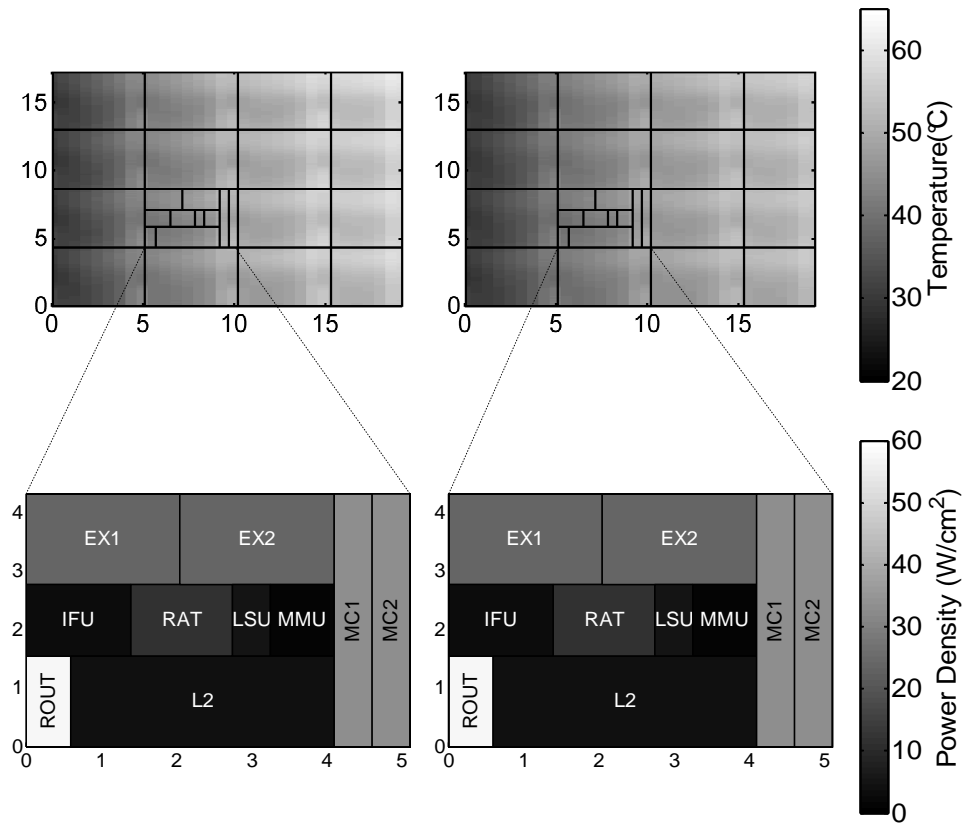 15
10
5
0
0 5 10 15
15
10
5
0
0 5 10 15
60
50
40
30
20
Temperature(°C)
4
3
2
1
0
EX1 EX2
IFU RAT LSU MMU
ROUT L2
MC1 MC2
0 1 2 3 4 5
4
3
2
1
0
EX1 EX2
IFU RAT LSU MMU
ROUT L2
MC1 MC2
0 1 2 3 4 5
60
50
40
30
20
10
0
Power Density (W/cm²)